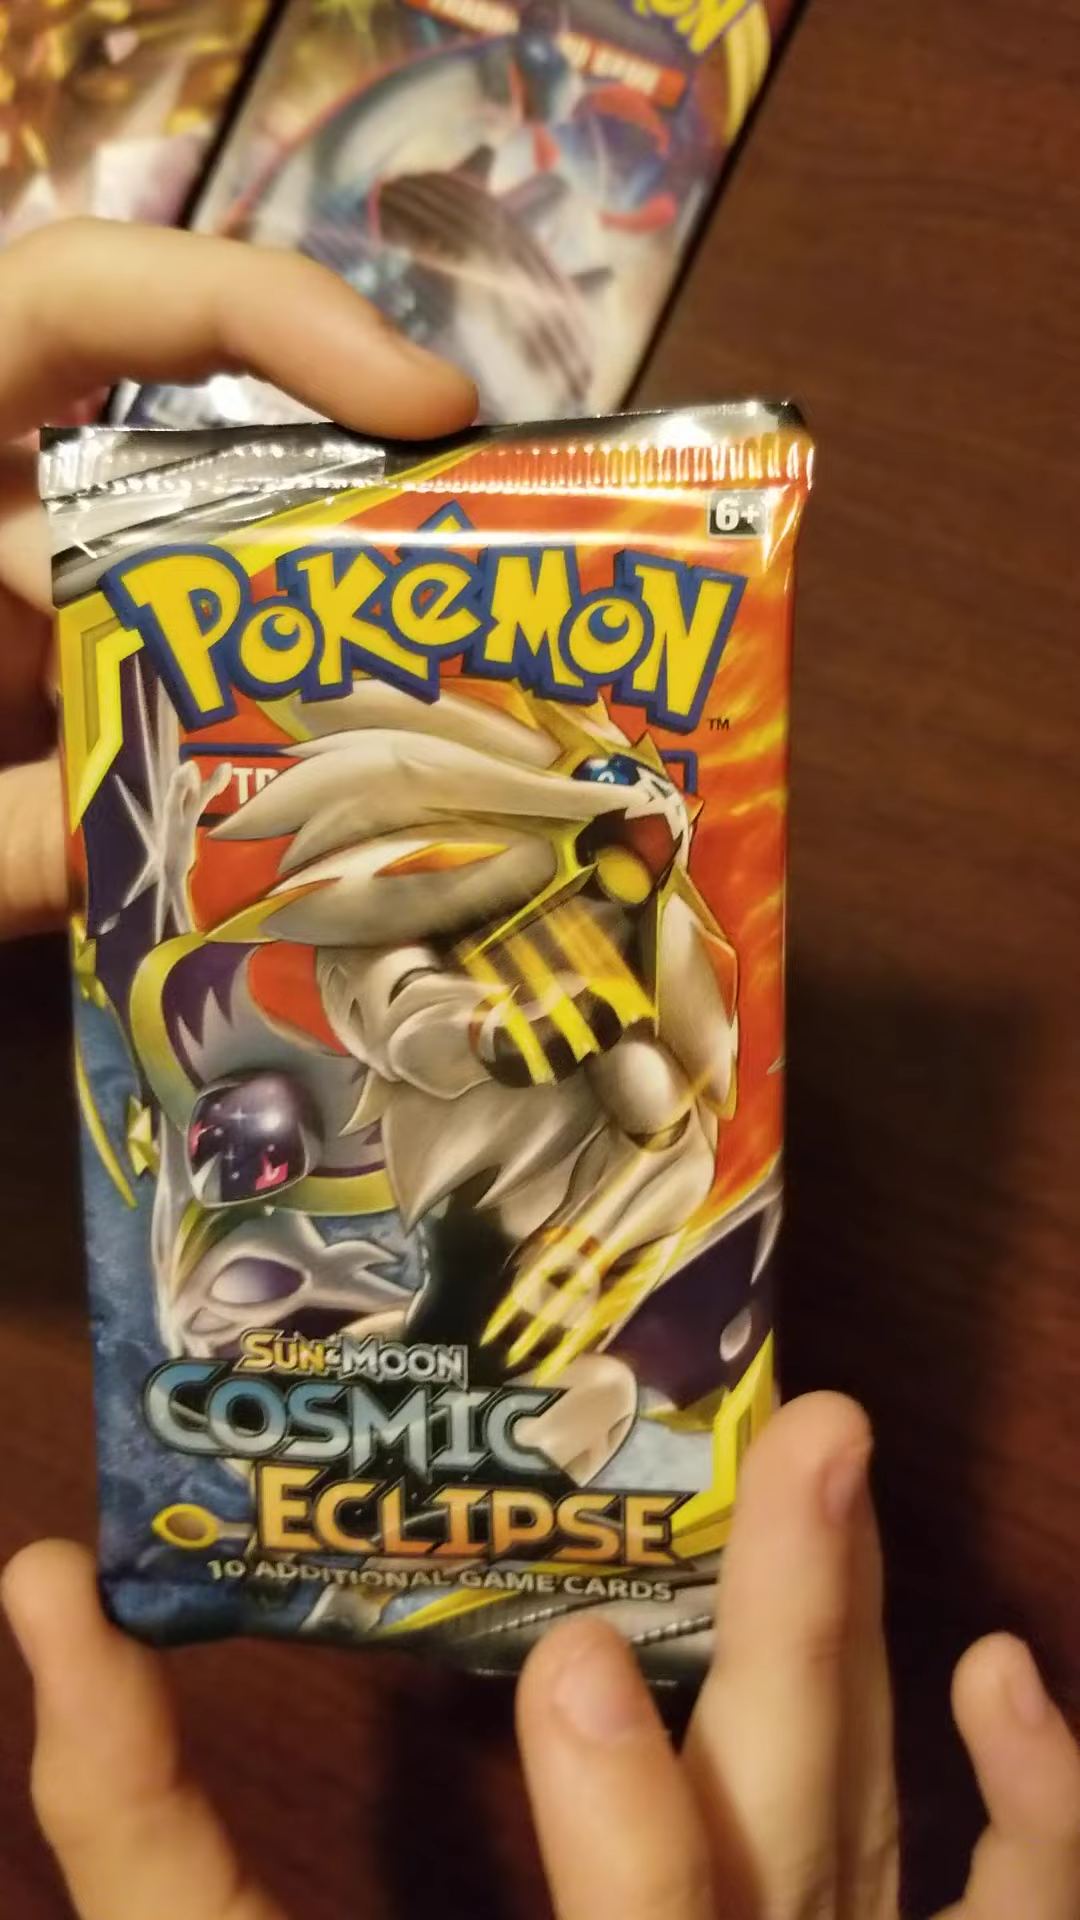 6+
POKéMON
TM
SUN & MOON
COSMIC
ECLIPSE
10 ADDITIONAL GAME CARDS